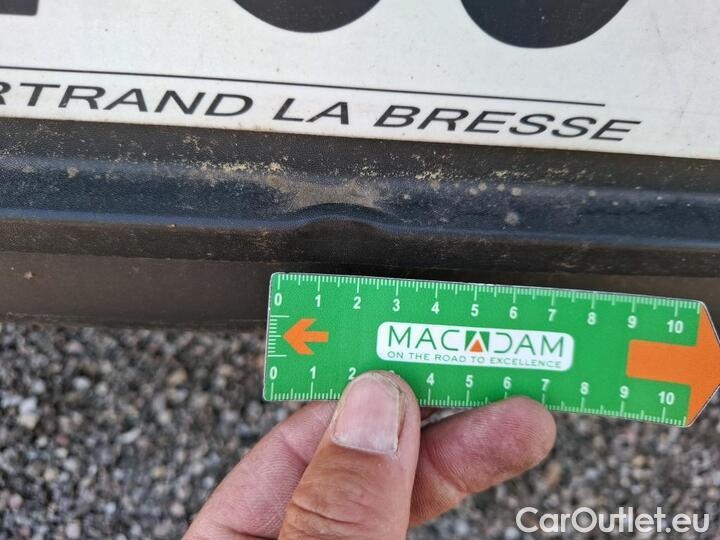 RTRAND LA BRESSE
0 1 2 3 4 5 6 7 8 9 10
MACADAM
ON THE ROAD TO EXCELLENCE
0 1 2 4 5 6 7 8 9 10
CarOutlet.eu